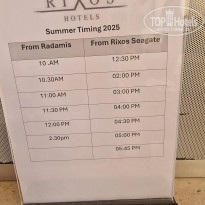 TOP HOTELS
RIXOS
HOTELS
Summer Timing 2025
From Radamis From Rixos Seegate
10 .AM 12:30 PM
10.30AM 02:00 PM
11:00 AM 03:00 PM
11:30 PM 04:00 PM
12:00 PM 04:30 PM
2:30pm 05:00 PM
05:45 PM